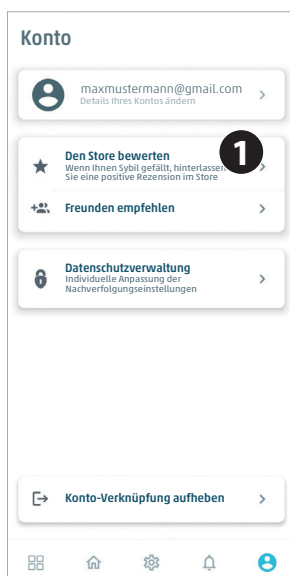 Konto
maxmustermann@gmail.com
Details Ihres Kontos ändern
Den Store bewerten
1
Wenn Ihnen Sybil gefällt, hinterlassen
Sie eine positive Rezension im Store
Freunden empfehlen
Datenschutzverwaltung
Individuelle Anpassung der
Nachverfolgungseinstellungen
Konto-Verknüpfung aufheben